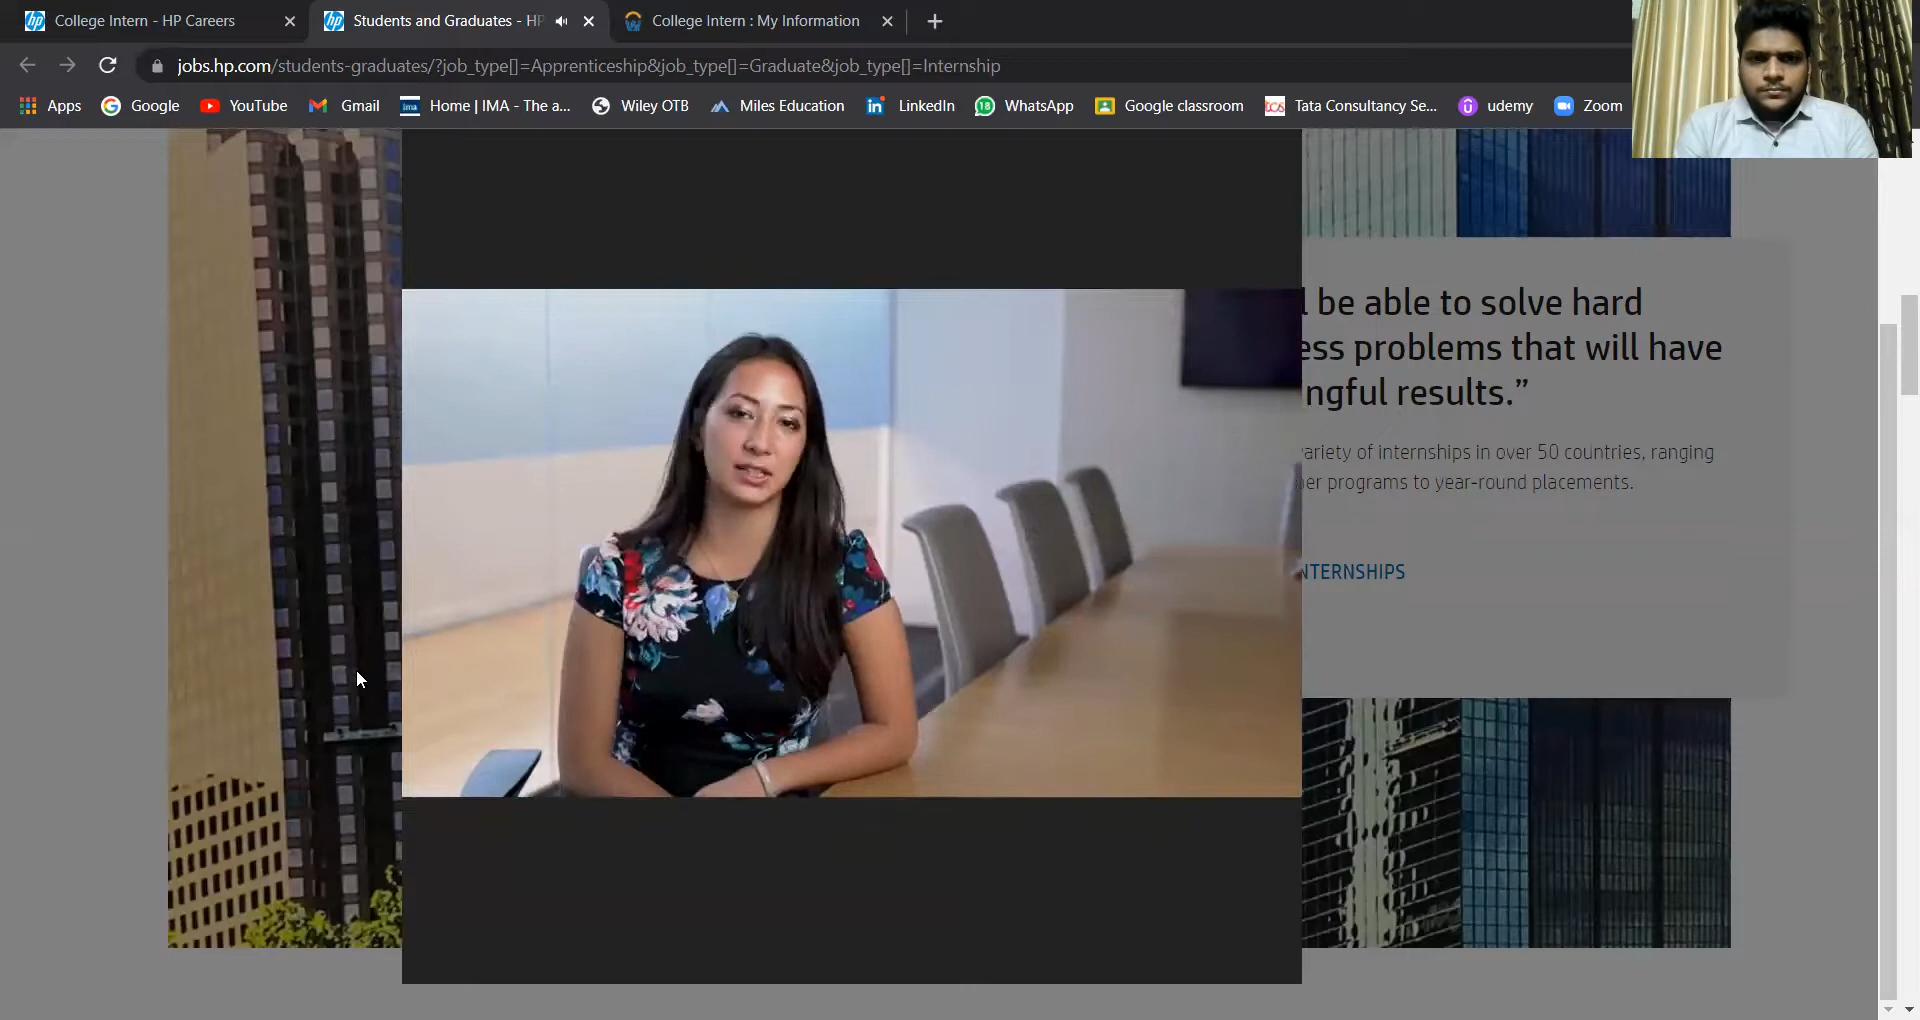 College Intern - HP Careers
Students and Graduates - HP
College Intern : My Information
jobs.hp.com/students-graduates/?job_type[]=Apprenticeship&job_type[]=Graduate&job_type[]=Internship
Apps
Google
YouTube
Gmail
ima
Home | IMA - The a...
Wiley OTB
Miles Education
LinkedIn
18
WhatsApp
Google classroom
tcs
Tata Consultancy Se...
udemy
Zoom
l be able to solve hard
ess problems that will have
ngful results.”
ariety of internships in over 50 countries, ranging
er programs to year-round placements.
NTERNSHIPS